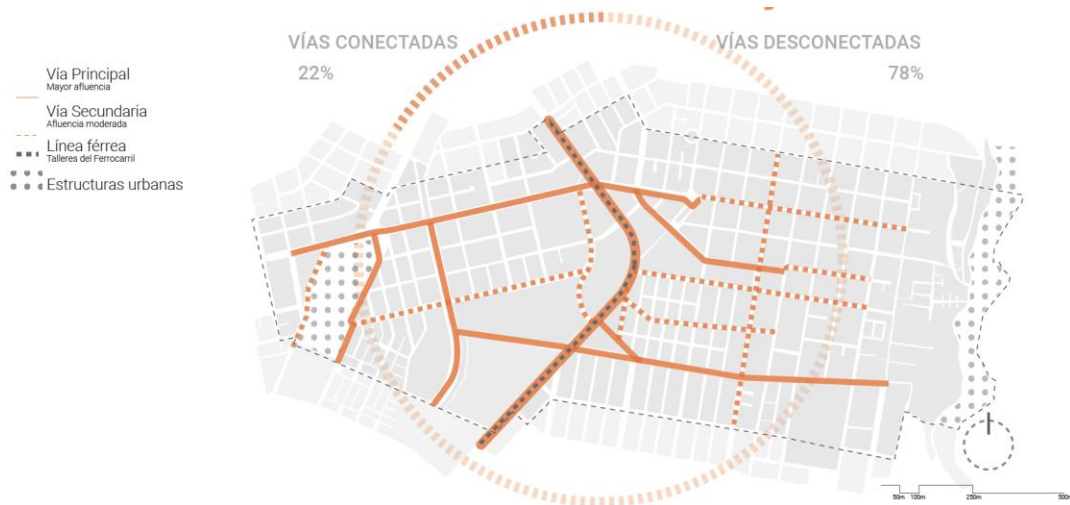 VÍAS CONECTADAS
22%
VÍAS DESCONECTADAS
78%
Vía Principal
Mayor afluencia
Vía Secundaria
Afluencia moderada
Línea férrea
Talleres del Ferrocarril
Estructuras urbanas
50m 100m 250m 500m